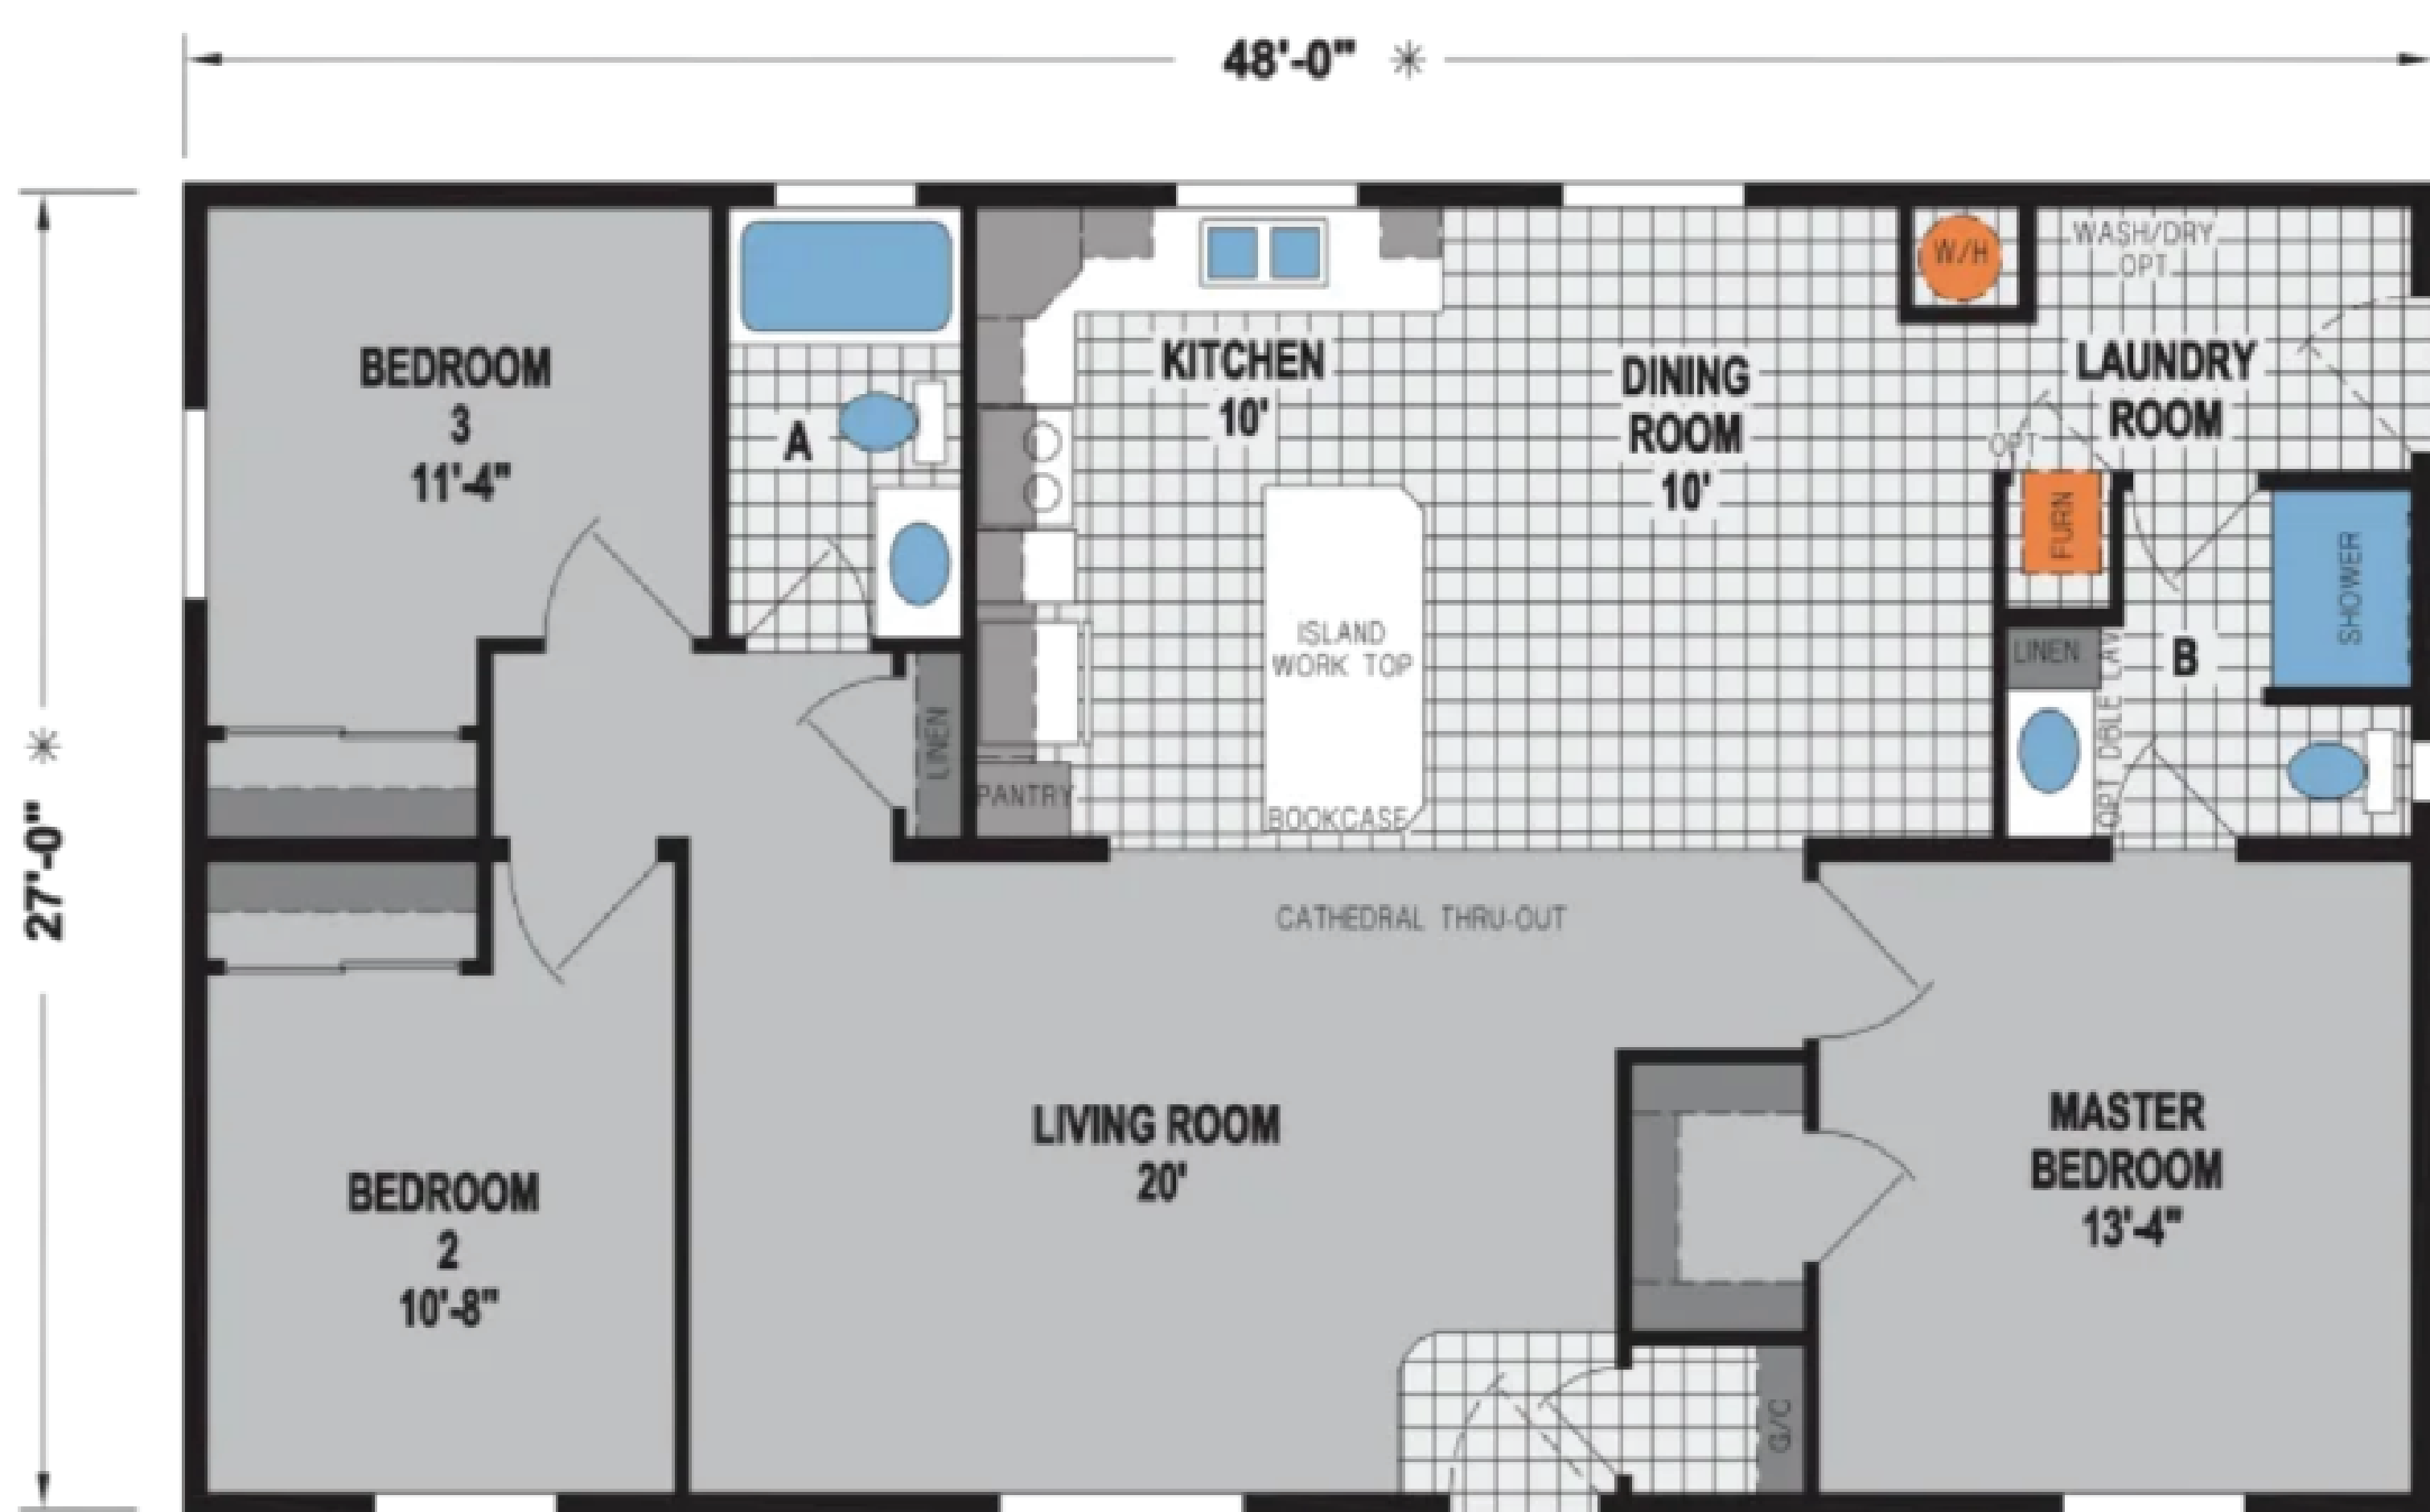 48'-0" *
27'-0" *
BEDROOM
3
11'-4"
A
LINEN
KITCHEN
10'
ISLAND
WORK TOP
BOOKCASE
PANTRY
DINING
ROOM
10'
W/H
WASH/DRY
OPT
LAUNDRY
ROOM
OPT
FURN
SHOWER
LINEN
B
OPT DBLE LAV
CATHEDRAL THRU-OUT
BEDROOM
2
10'-8"
LIVING ROOM
20'
MASTER
BEDROOM
13'-4"
G/C